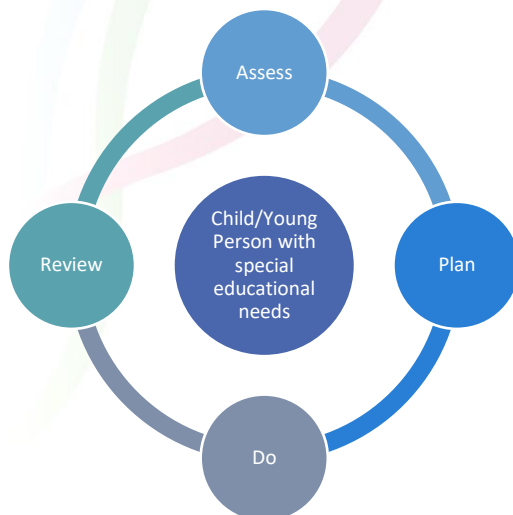 Assess
Child/Young
Person with
special
educational
needs
Review
Plan
Do